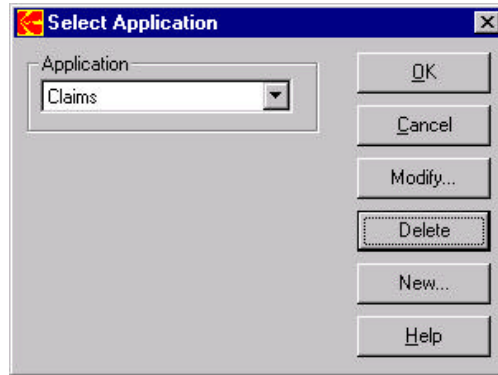 Select Application
Application
Claims
OK
Cancel
Modify...
Delete
New...
Help